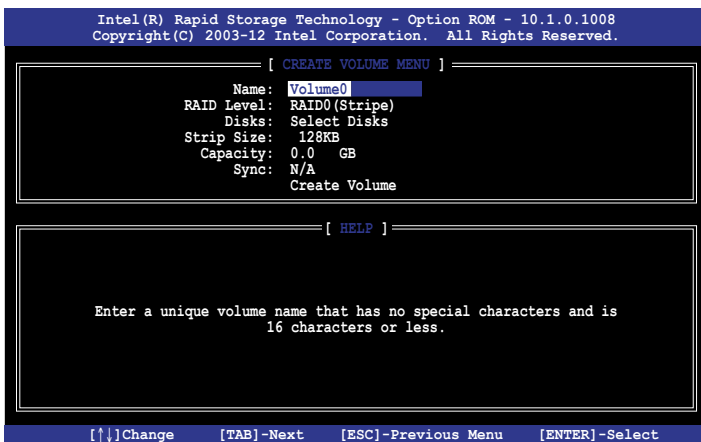 Intel(R) Rapid Storage Technology - Option ROM - 10.1.0.1008
Copyright(C) 2003-12 Intel Corporation. All Rights Reserved.
[ CREATE VOLUME MENU ]
Name: Volume0
RAID Level: RAID0(Stripe)
Disks: Select Disks
Strip Size: 128KB
Capacity: 0.0 GB
Sync: N/A
Create Volume
[ HELP ]
Enter a unique volume name that has no special characters and is
16 characters or less.
[↑↓]Change [TAB]-Next [ESC]-Previous Menu [ENTER]-Select